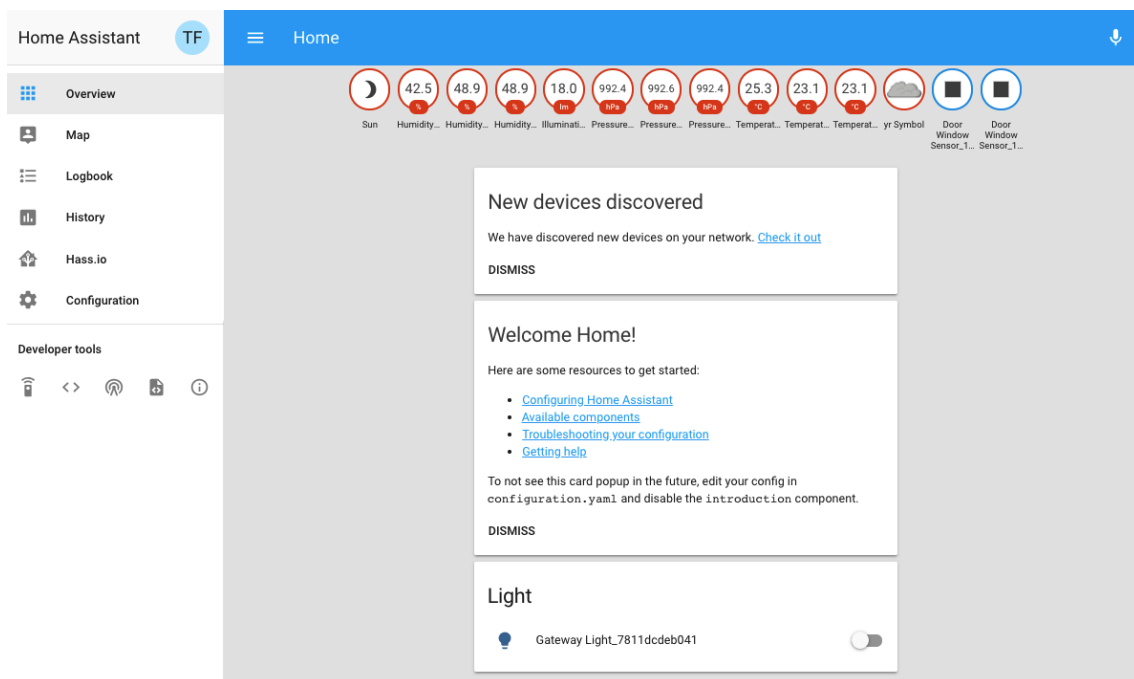 Home Assistant
TF
Home
Overview
Map
Logbook
History
Hass.io
Configuration
Developer tools
42.5 48.9 48.9 18.0 992.4 992.6 992.4 25.3 23.1 23.1
% % % lm hPa hPa hPa °C °C °C
Sun Humidity... Humidity... Humidity... Illuminati... Pressure... Pressure... Pressure... Temperat... Temperat... Temperat... yr Symbol Door Door
Window Window
Sensor_1... Sensor_1...
New devices discovered
We have discovered new devices on your network. Check it out
DISMISS
Welcome Home!
Here are some resources to get started:
• Configuring Home Assistant
• Available components
• Troubleshooting your configuration
• Getting help
To not see this card popup in the future, edit your config in
configuration.yaml and disable the introduction component.
DISMISS
Light
Gateway Light_7811dcdeb041